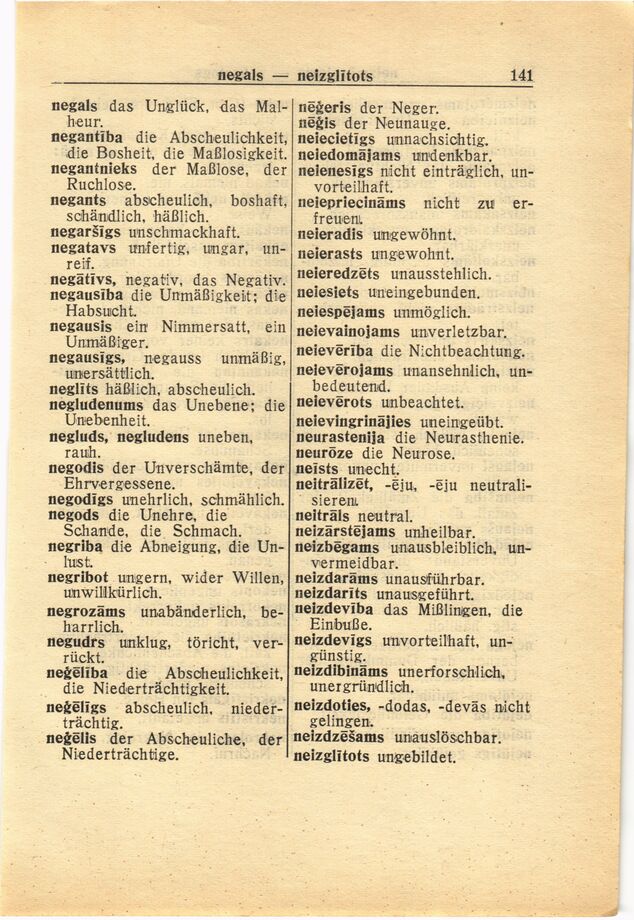 negals — neizglītots 141
negals das Unglück, das Mal-
heur.
negantība die Abscheulichkeit,
die Bosheit, die Maßlosigkeit.
negantnieks der Maßlose, der
Ruchlose.
negants abscheulich, boshaft,
schändlich, häßlich.
negaršīgs unschmackhaft.
negatavs unfertig, ungar, un-
reif.
negātīvs, negativ, das Negativ.
negausība die Unmäßigkeit; die
Habsucht.
negausis ein Nimmersatt, ein
Unmäßiger.
negausīgs, negauss unmäßig,
unersättlich.
neglīts häßlich, abscheulich.
negludenums das Unebene; die
Unebenheit.
negluds, negludens uneben,
rauh.
negodis der Unverschämte, der
Ehrvergessene.
negodīgs unehrlich, schmählich.
negods die Unehre, die
Schande, die Schmach.
negriba die Abneigung, die Un-
lust.
negribot ungern, wider Willen,
unwillkürlich.
negrozāms unabänderlich, be-
harrlich.
negudrs unklug, töricht, ver-
rückt.
neģēlība die Abscheulichkeit,
die Niederträchtigkeit.
neģēlīgs abscheulich, nieder-
trächtig.
neģēlis der Abscheuliche, der
Niederträchtige.
nēģeris der Neger.
nēģis der Neunauge.
neiecietīgs unnachsichtig.
neiedomājams undenkbar.
neienesīgs nicht einträglich, un-
vorteilhaft.
neiepriecināms nicht zu er-
freuen.
neieradis ungewöhnt.
neierasts ungewohnt.
neieredzēts unausstehlich.
neiesiets uneingebunden.
neiespējams unmöglich.
neievainojams unverletzbar.
neievērība die Nichtbeachtung.
neievērojams unansehnlich, un-
bedeutend.
neievērots unbeachtet.
neievingrinājies uneingeübt.
neurastenija die Neurasthenie.
neurōze die Neurose.
neīsts unecht.
neitrālizēt, -ēju, -ēju neutrali-
sieren.
neitrāls neutral.
neizārstējams unheilbar.
neizbēgams unausbleiblich, un-
vermeidbar.
neizdarāms unausführbar.
neizdarīts unausgeführt.
neizdevība das Mißlingen, die
Einbuße.
neizdevīgs unvorteilhaft, un-
günstig.
neizdibināms unerforschlich,
unergründlich.
neizdoties, -dodas, -devās nicht
gelingen.
neizdzēšams unauslöschbar.
neizglītots ungebildet.